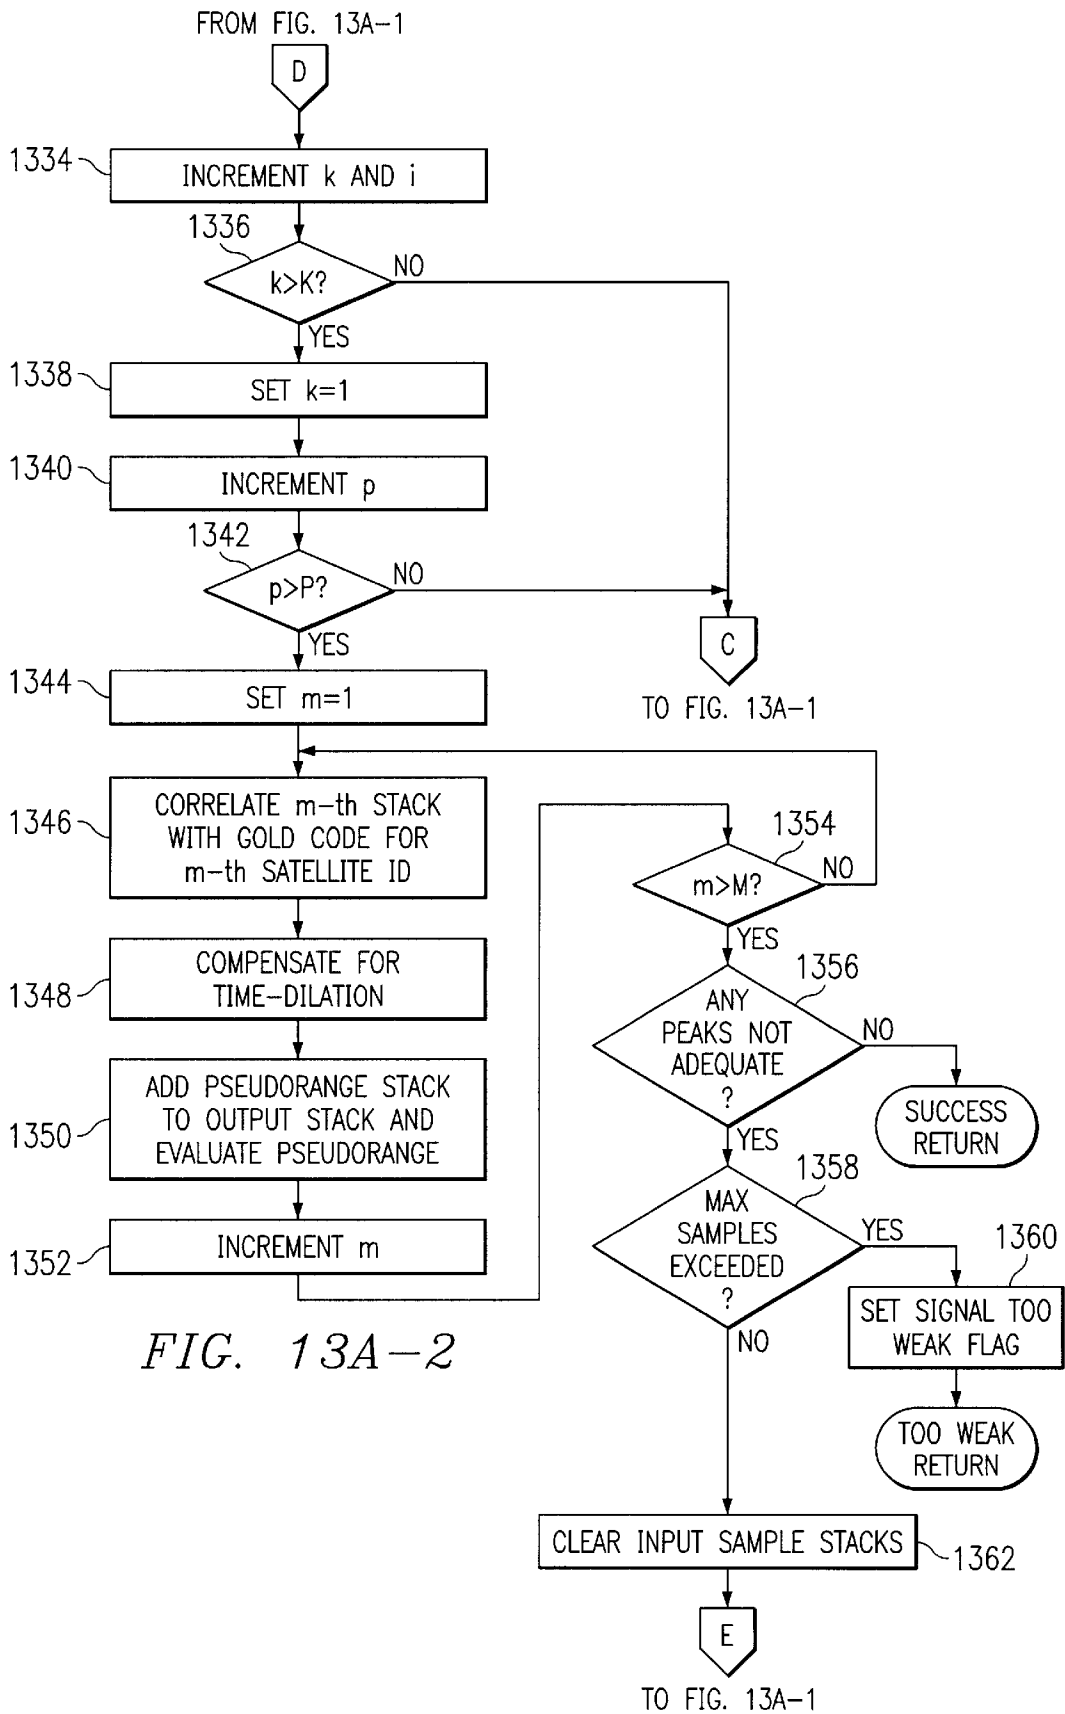 FROM FIG. 13A-1
D
1334
INCREMENT k AND i
1336
k>K?
NO
YES
1338
SET k=1
1340
INCREMENT p
1342
p>P?
NO
YES
C
TO FIG. 13A-1
1344
SET m=1
1346
CORRELATE m-th STACK
WITH GOLD CODE FOR
m-th SATELLITE ID
1348
COMPENSATE FOR
TIME-DILATION
1350
ADD PSEUDORANGE STACK
TO OUTPUT STACK AND
EVALUATE PSEUDORANGE
1352
INCREMENT m
1354
m>M?
NO
YES
1356
ANY
PEAKS NOT
ADEQUATE
?
NO
SUCCESS
RETURN
YES
1358
MAX
SAMPLES
EXCEEDED
?
YES
1360
SET SIGNAL TOO
WEAK FLAG
TOO WEAK
RETURN
NO
CLEAR INPUT SAMPLE STACKS
1362
E
TO FIG. 13A-1
FIG. 13A-2